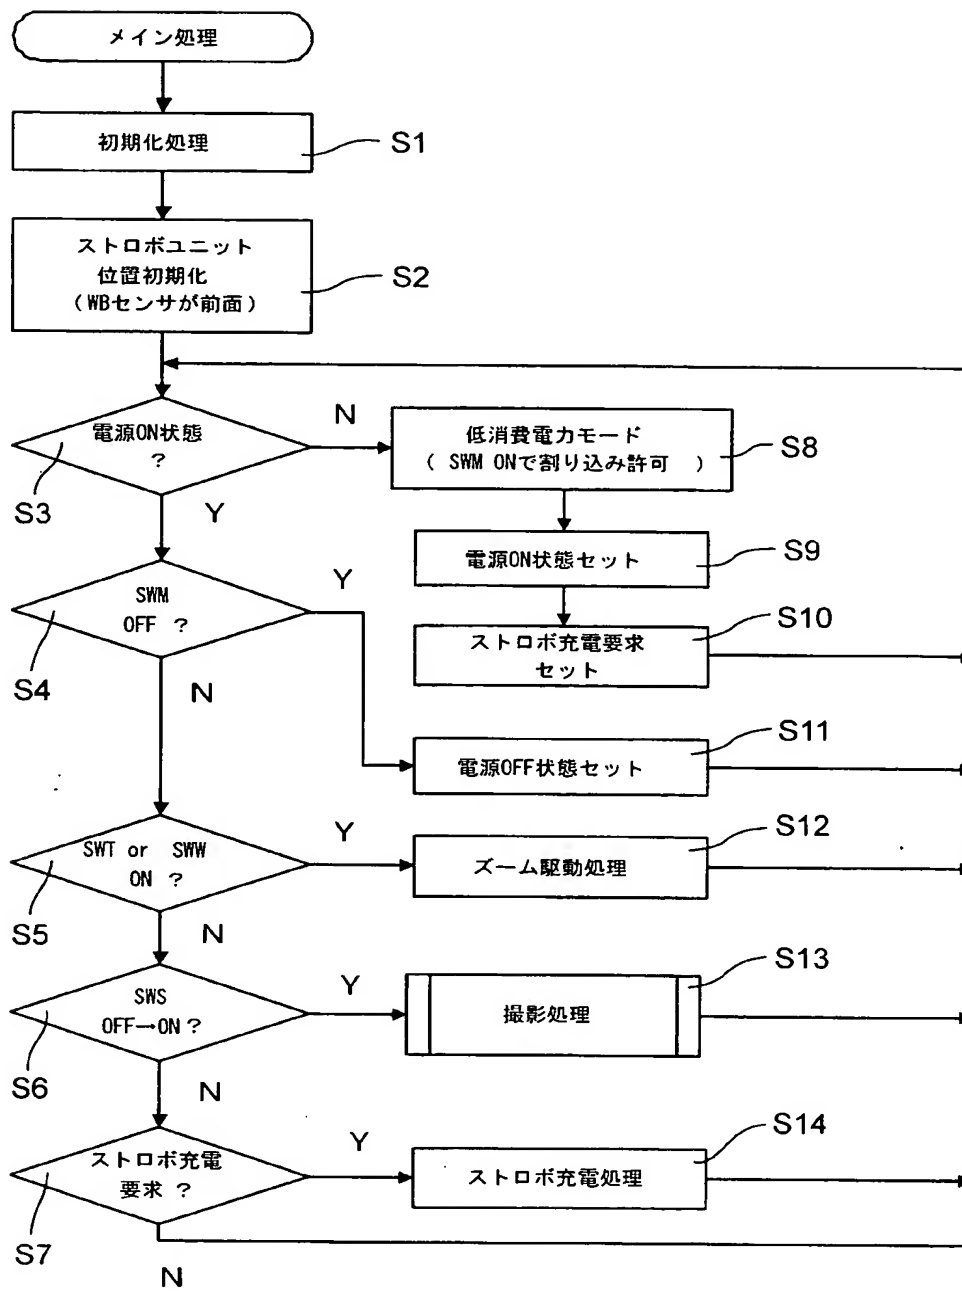 メイン処理
初期化処理
S1
ストロボユニット
位置初期化
(WBセンサが前面)
S2
電源ON状態
?
S3
N
Y
低消費電力モード
( SWM ONで割り込み許可 )
S8
電源ON状態セット
S9
ストロボ充電要求
セット
S10
SWM
OFF ?
S4
Y
N
電源OFF状態セット
S11
SWT or SWW
ON ?
S5
Y
N
ズーム駆動処理
S12
SWS
OFF→ON?
S6
Y
N
撮影処理
S13
ストロボ充電
要求 ?
S7
Y
N
ストロボ充電処理
S14